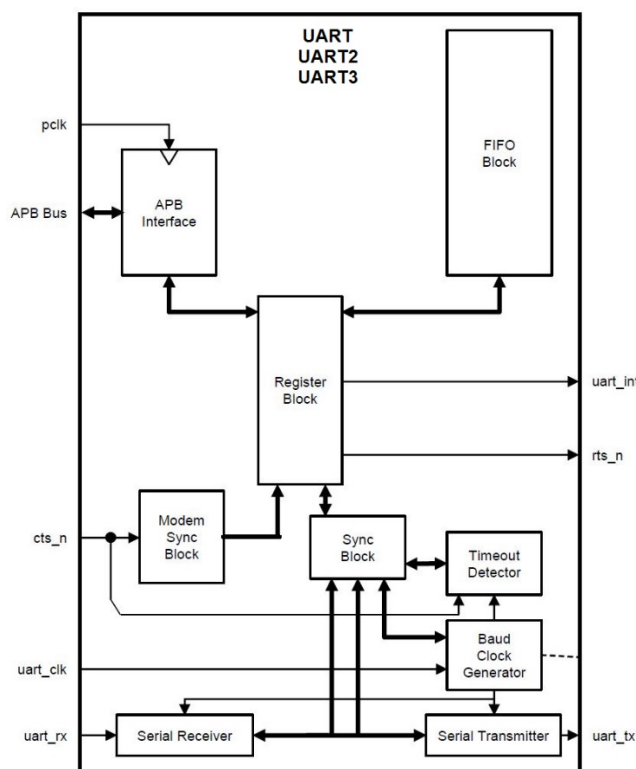 UART
UART2
UART3
pclk
FIFO
Block
APB
Interface
APB Bus
Register
Block
uart_int
rts_n
Modem
Sync
Block
cts_n
Sync
Block
Timeout
Detector
Baud
Clock
Generator
uart_clk
uart_rx
Serial Receiver
Serial Transmitter
uart_tx